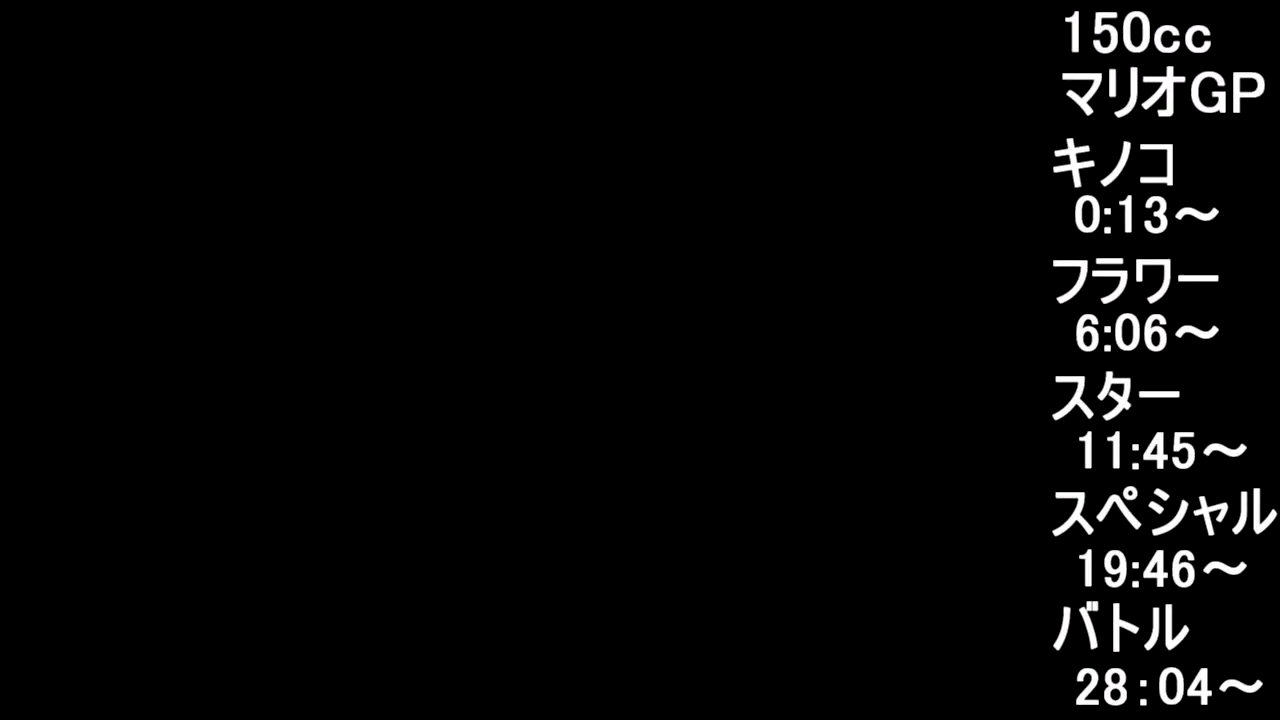 150cc
マリオGP
キノコ
0:13～
フラワー
6:06～
スター
11:45～
スペシャル
19:46～
バトル
28：04～